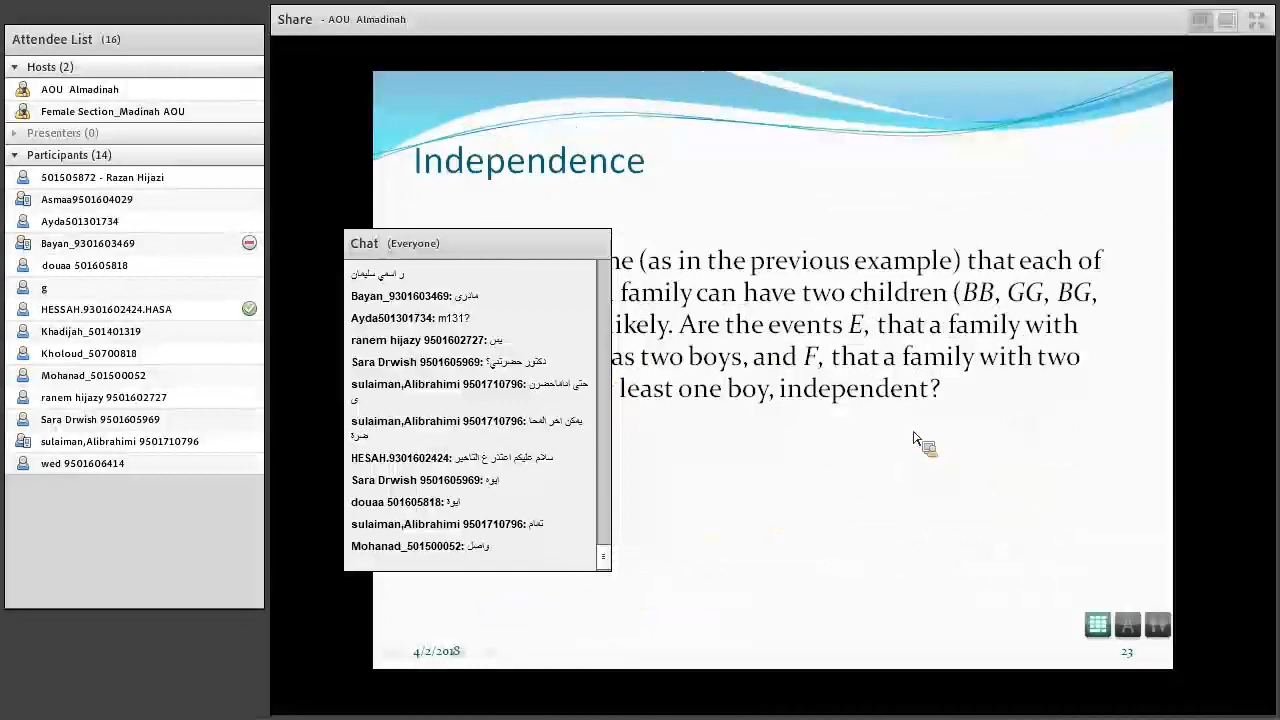 Share - AOU Almadinah
Attendee List (16)
Hosts (2)
AOU Almadinah
Female Section_Madinah AOU
Presenters (0)
Participants (14)
501505872 - Razan Hijazi
Asmaa9501604029
Ayda501301734
Bayan_9301603469
douaa 501605818
g
HESSAH.9301602424.HASA
Khadijah_501401319
Kholoud_50700818
Mohanad_501500052
ranem hijazy 9501602727
Sara Drwish 9501605969
sulaiman,Alibrahimi 9501710796
wed 9501606414
Independence
ne (as in the previous example) that each of
family can have two children (BB, GG, BG,
ikely. Are the events E, that a family with
as two boys, and F, that a family with two
least one boy, independent?
Chat (Everyone)
ر اسمي سليمان
Bayan_9301603469: مادرى
Ayda501301734: m131?
ranem hijazy 9501602727: يس
Sara Drwish 9501605969: دكتور حضرتني؟
sulaiman,Alibrahimi 9501710796: حتى اناماحضرن
ى
sulaiman,Alibrahimi 9501710796: يمكن اخر المحا
ضرة
HESAH.9301602424: سلام عليكم اعتذر ع التاخير
Sara Drwish 9501605969: ايوه
douaa 501605818: ايوة
sulaiman,Alibrahimi 9501710796: تمام
Mohanad_501500052: واصل
4/2/2018
23